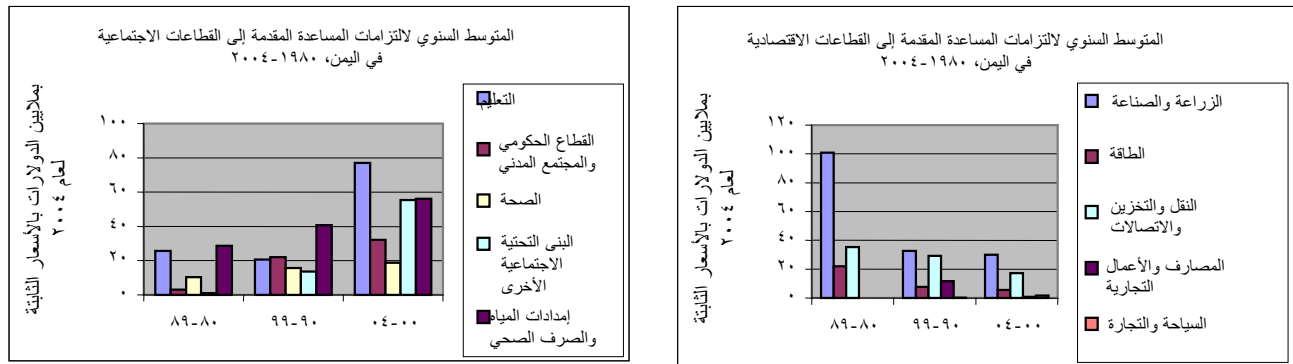 المتوسط السنوي لالتزامات المساعدة المقدمة إلى القطاعات الاجتماعية
في اليمن، ١٩٨٠-٢٠٠٤
بملايين الدولارات بالأسعار الثابتة
لعام ٢٠٠٤
١٠٠
٨٠
٦٠
٤٠
٢٠
٠
٨٠-٨٩
٩٠-٩٩
٠٠-٠٤
التعليم
القطاع الحكومي
والمجتمع المدني
الصحة
البنى التحتية
الاجتماعية
الأخرى
إمدادات المياه
والصرف الصحي
المتوسط السنوي لالتزامات المساعدة المقدمة إلى القطاعات الاقتصادية
في اليمن، ١٩٨٠-٢٠٠٤
بملايين الدولارات بالأسعار الثابتة
لعام ٢٠٠٤
١٢٠
١٠٠
٨٠
٦٠
٤٠
٢٠
٠
٨٠-٨٩
٩٠-٩٩
٠٠-٠٤
الزراعة والصناعة
الطاقة
النقل والتخزين
والاتصالات
المصارف والأعمال
التجارية
السياحة والتجارة